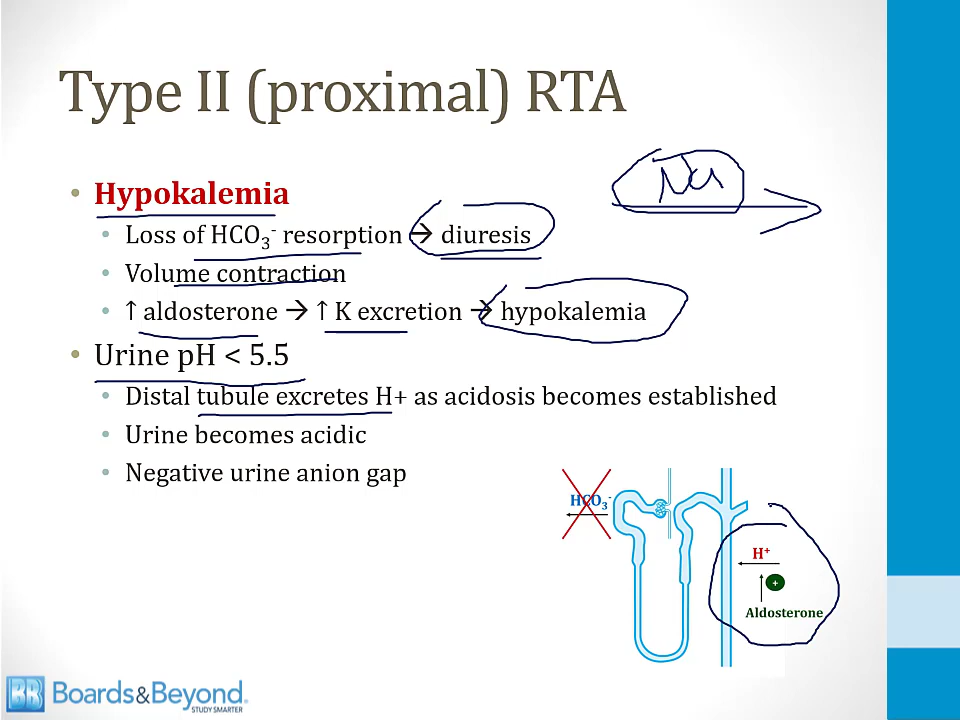 Type II (proximal) RTA
• Hypokalemia
• Loss of HCO3- resorption → diuresis
• Volume contraction
• ↑ aldosterone → ↑ K excretion → hypokalemia
• Urine pH < 5.5
• Distal tubule excretes H+ as acidosis becomes established
• Urine becomes acidic
• Negative urine anion gap
HCO3-
H+
+
Aldosterone
BB Boards&Beyond.
STUDY SMARTER